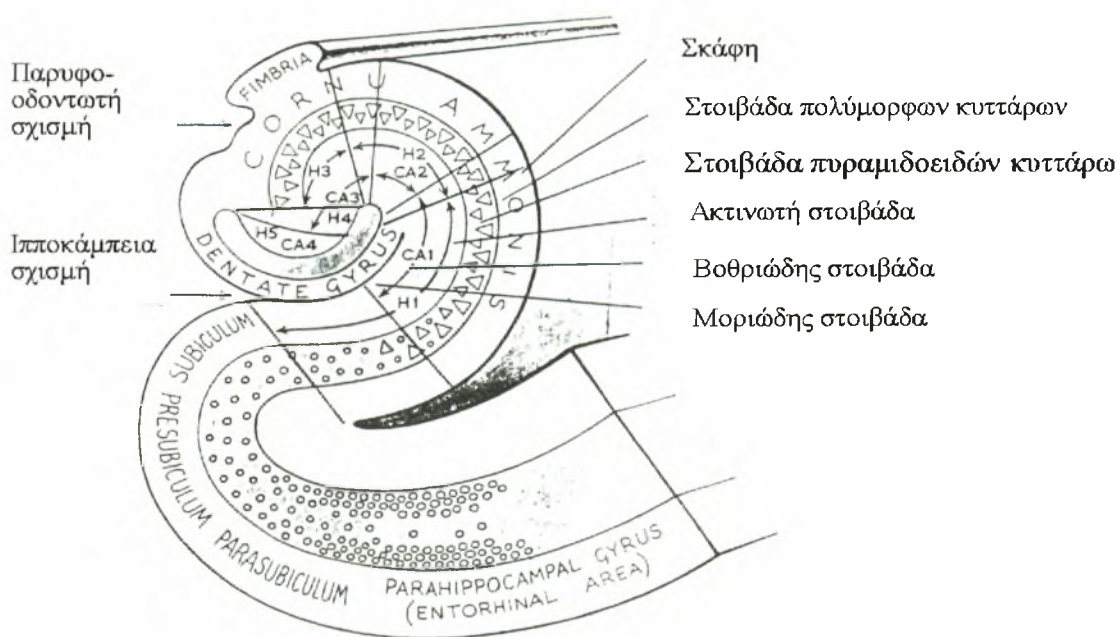 Παρυφο-
οδοντωτή
σχισμή
Ιπποκάμπεια
σχισμή
FIMBRIA
CORNU AMMONIS
H3
H2
CA2
CA3
H4
H5
CA4
CA1
H1
DENTATE GYRUS
SUBICULUM
PRESUBICULUM
PARASUBICULUM
PARAHIPPOCAMPAL GYRUS
(ENTORHINAL AREA)
Σκάφη
Στοιβάδα πολύμορφων κυττάρων
Στοιβάδα πυραμιδοειδών κυττάρω
Ακτινωτή στοιβάδα
Βοθριώδης στοιβάδα
Μοριώδης στοιβάδα